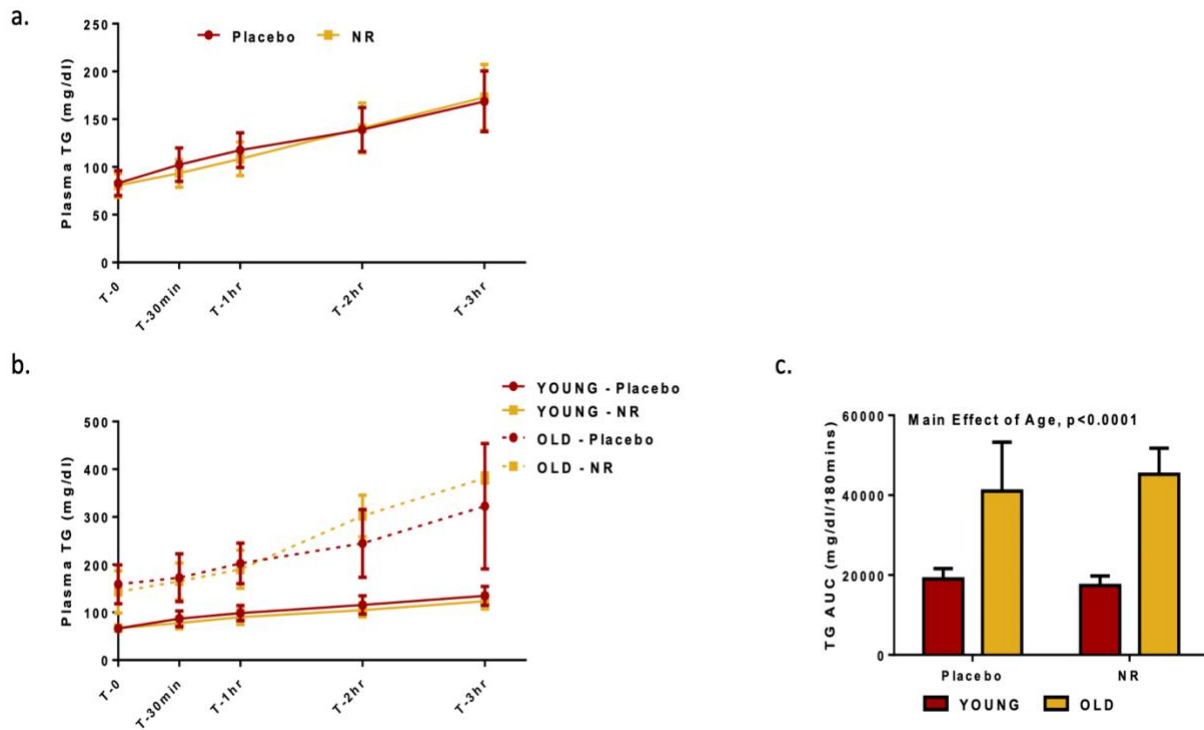 a.
Placebo NR
Plasma TG (mg/dl)
250
200
150
100
50
0
T-0
T-30min
T-1hr
T-2hr
T-3hr
b.
YOUNG - Placebo
YOUNG - NR
OLD - Placebo
OLD - NR
Plasma TG (mg/dl)
500
400
300
200
100
0
T-0
T-30min
T-1hr
T-2hr
T-3hr
c.
Main Effect of Age, p<0.0001
TG AUC (mg/dl/180mins)
60000
40000
20000
0
Placebo NR
YOUNG OLD